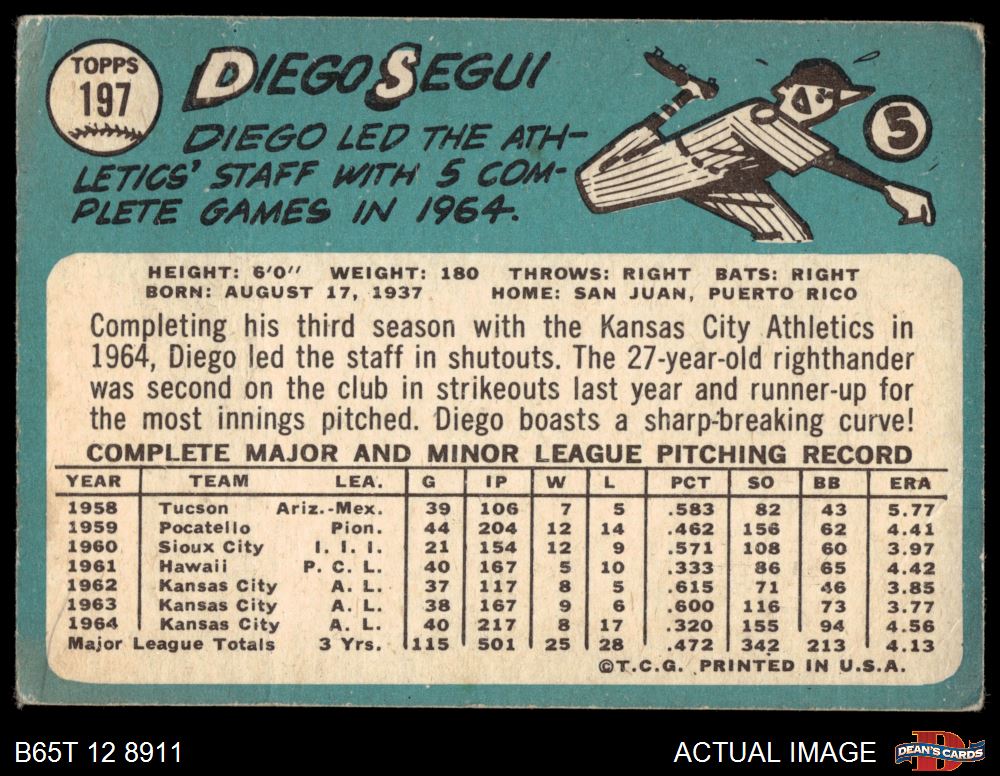 TOPPS
197
DIEGO SEGUI
DIEGO LED THE ATH-
LETICS' STAFF WITH 5 COM-
PLETE GAMES IN 1964.
5
HEIGHT: 6'0" WEIGHT: 180 THROWS: RIGHT BATS: RIGHT
BORN: AUGUST 17, 1937 HOME: SAN JUAN, PUERTO RICO
Completing his third season with the Kansas City Athletics in
1964, Diego led the staff in shutouts. The 27-year-old righthander
was second on the club in strikeouts last year and runner-up for
the most innings pitched. Diego boasts a sharp-breaking curve!
COMPLETE MAJOR AND MINOR LEAGUE PITCHING RECORD
YEAR TEAM LEA. G IP W L PCT SO BB ERA
1958 Tucson Ariz.-Mex. 39 106 7 5 .583 82 43 5.77
1959 Pocatello Pion. 44 204 12 14 .462 156 62 4.41
1960 Sioux City I. I. I. 21 154 12 9 .571 108 60 3.97
1961 Hawaii P. C. L. 40 167 5 10 .333 86 65 4.42
1962 Kansas City A. L. 37 117 8 5 .615 71 46 3.85
1963 Kansas City A. L. 38 167 9 6 .600 116 73 3.77
1964 Kansas City A. L. 40 217 8 17 .320 155 94 4.56
Major League Totals 3 Yrs. 115 501 25 28 .472 342 213 4.13
©T.C.G. PRINTED IN U.S.A.
B65T 12 8911
ACTUAL IMAGE
DEAN'S CARDS